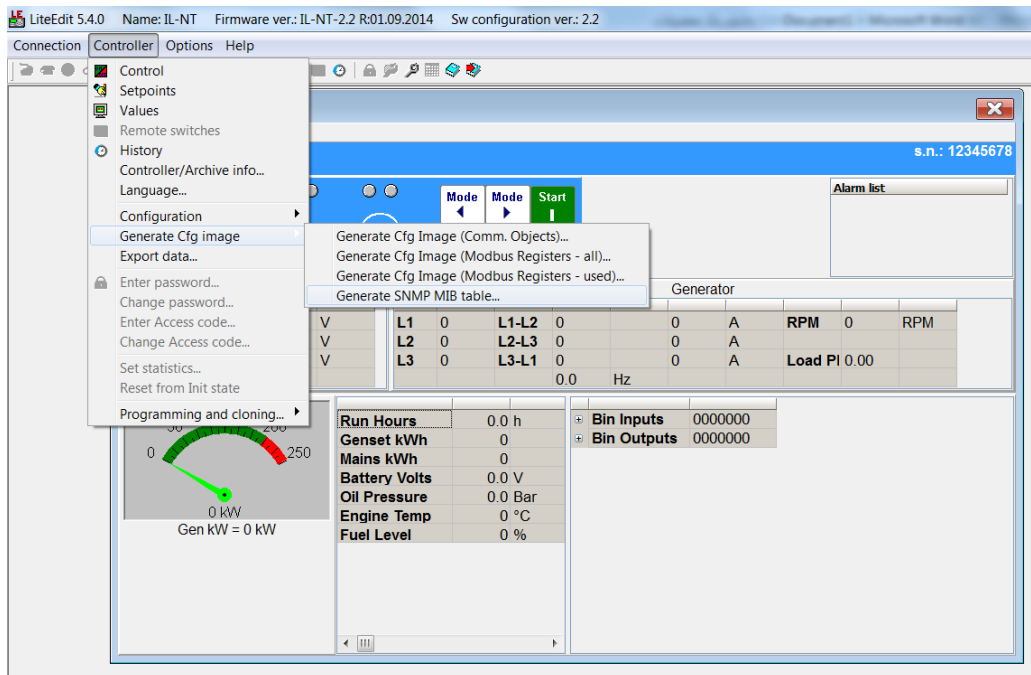 LiteEdit 5.4.0 Name: IL-NT Firmware ver.: IL-NT-2.2 R:01.09.2014 Sw configuration ver.: 2.2
Connection Controller Options Help
Control
Setpoints
Values
Remote switches
History
Controller/Archive info...
Language...
Configuration
Generate Cfg image
Export data...
Enter password...
Change password...
Enter Access code...
Change Access code...
Set statistics...
Reset from Init state
Programming and cloning...
Generate Cfg Image (Comm. Objects)...
Generate Cfg Image (Modbus Registers - all)...
Generate Cfg Image (Modbus Registers - used)...
Generate SNMP MIB table...
s.n.: 12345678
Mode Mode Start
Alarm list
Generator
V L1 0 L1-L2 0 0 A RPM 0 RPM
V L2 0 L2-L3 0 0 A
V L3 0 L3-L1 0 0 A Load 0.00
0.0 Hz
0 250
0 kW
Gen kW = 0 kW
Run Hours 0.0 h
Genset kWh 0
Mains kWh 0
Battery Volts 0.0 V
Oil Pressure 0.0 Bar
Engine Temp 0 °C
Fuel Level 0 %
Bin Inputs 0000000
Bin Outputs 0000000